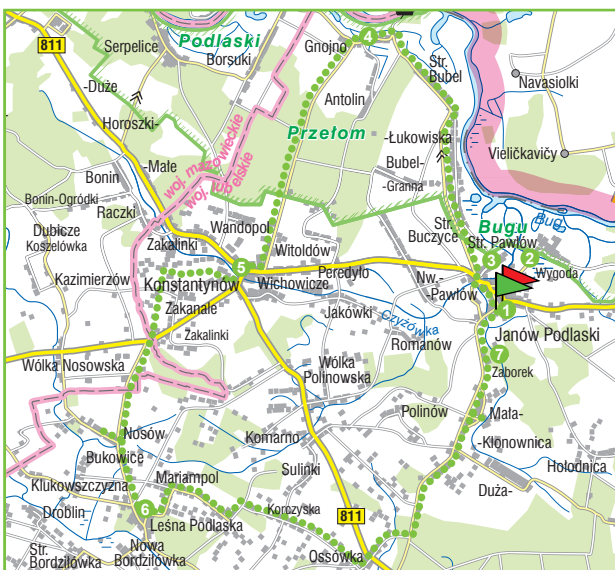 811
Serpelice
Podlaski
Borsuki
Gnojno
4
Str.
Bubel
Navasiolki
-Duże
Horoszki-
Antolin
Przełom
-Łukowiska
Bubel-
-Granna
Vieličkavičy
-Małe
Bonin
woj. mazowieckie
woj. lubelskie
Bonin-Ogródki
Raczki
Dubicze
Koszelówka
Zakalinki
Wandopol
Witoldów
Str.
Buczyce
Bugu
Bug
Str. Pawłów
3
2
Wygoda
Kazimierzów
Konstantynów
5
Wichowicze
Peredyło
Nw.-
-Pawłów
1
Zakanale
Jakówki
Czyżówka
Janów Podlaski
Zakalinki
Romanów
7
Zaborek
Wólka Nosowska
Wólka
Polinowska
Polinów
Mała-
-Klonownica
Nosów
Komarno
Hołodnica
Bukowice
Sulinki
Klukowszczyzna
Mariampol
Duża-
Droblin
6
Leśna Podlaska
Korczyska
811
Str.
Bordziłówka
Nowa
Bordziłówka
Ossówka